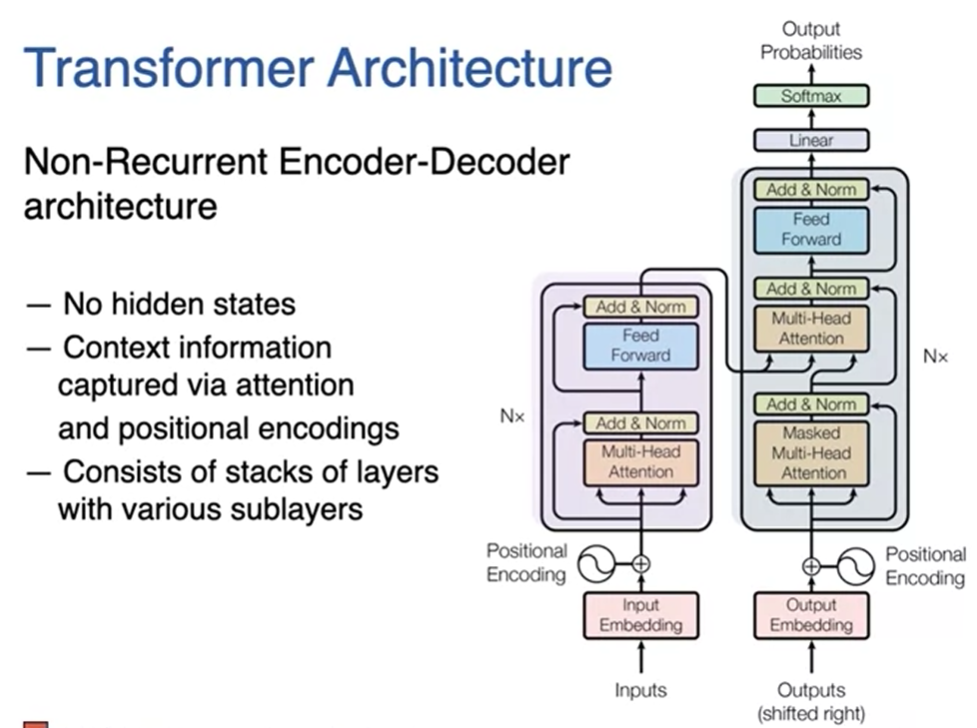 Transformer Architecture
Non-Recurrent Encoder-Decoder
architecture
— No hidden states
— Context information
captured via attention
and positional encodings
— Consists of stacks of layers
with various sublayers
Output
Probabilities
Softmax
Linear
Add & Norm
Feed
Forward
Add & Norm
Multi-Head
Attention
Nx
Add & Norm
Masked
Multi-Head
Attention
Add & Norm
Feed
Forward
Nx
Add & Norm
Multi-Head
Attention
Positional
Encoding
Positional
Encoding
Input
Embedding
Output
Embedding
Inputs
Outputs
(shifted right)